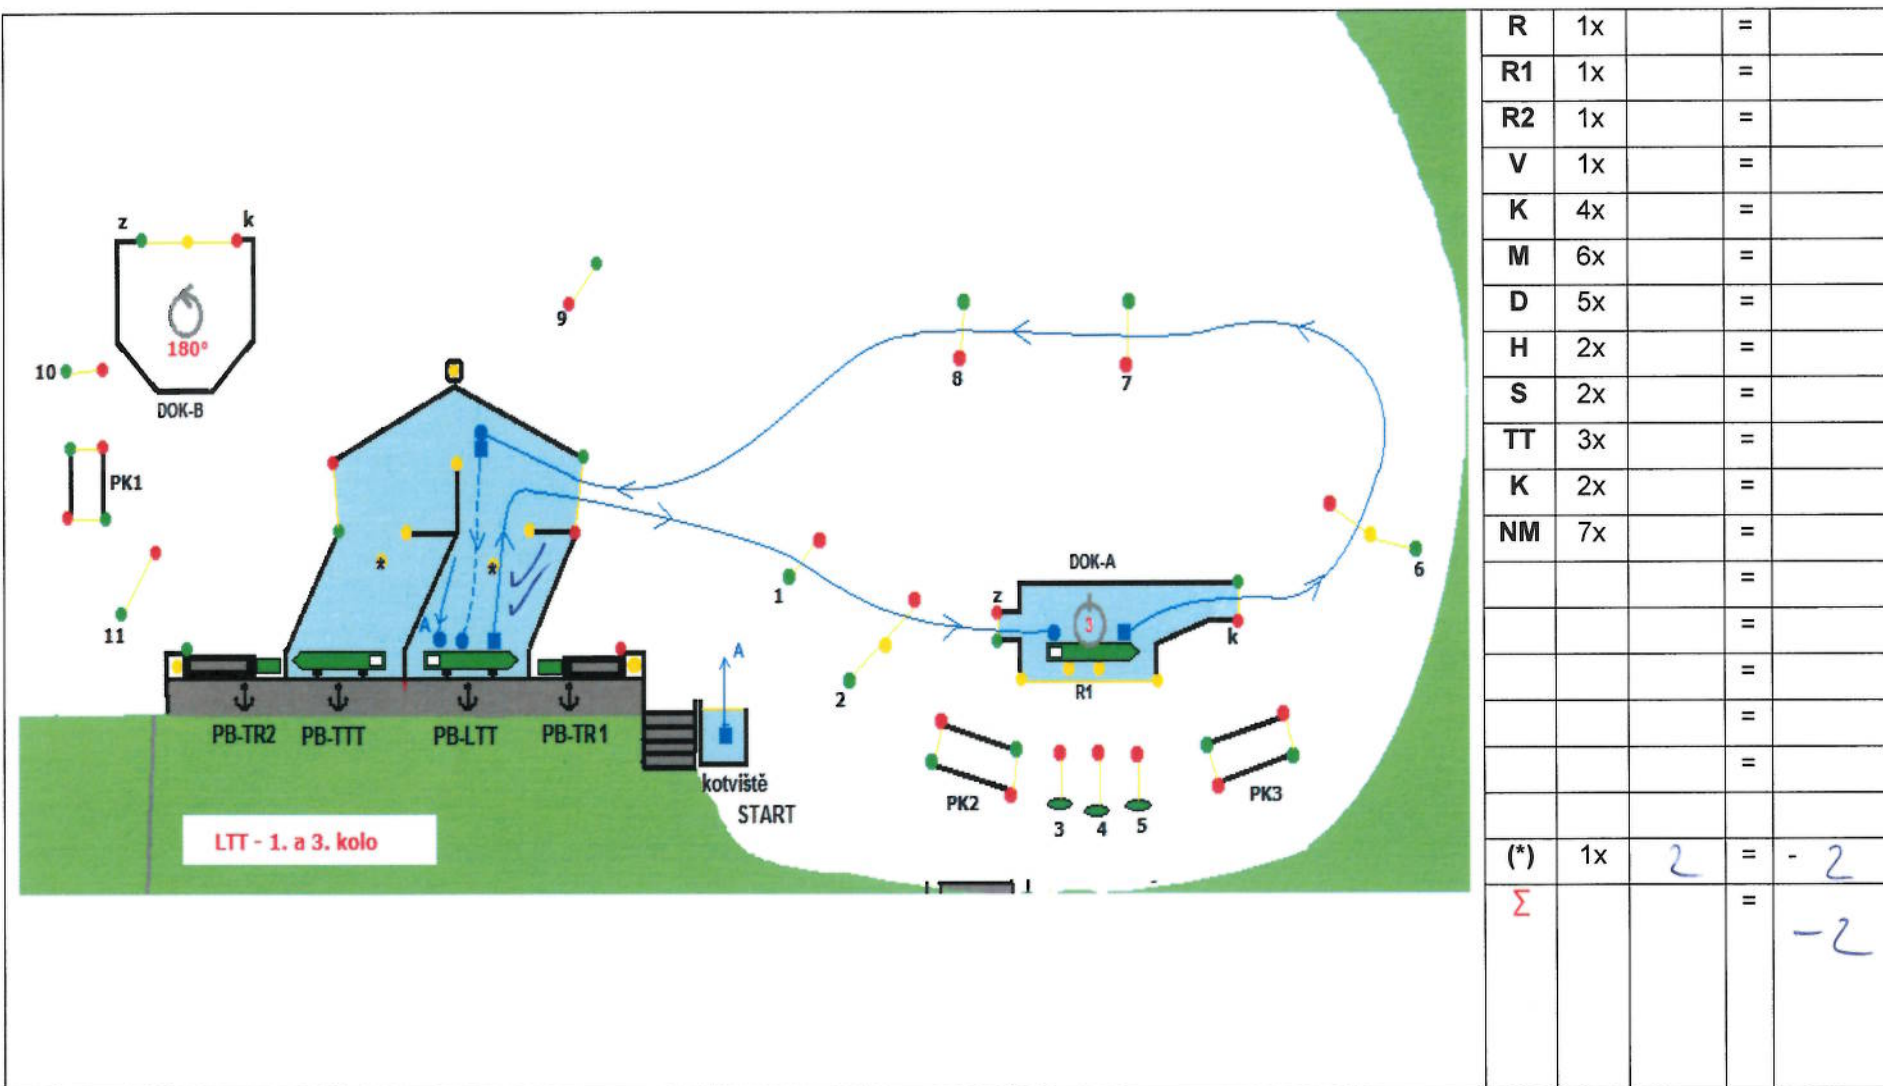 z k
180°
DOK-B
9
10
PK1
11
8
7
6
1
2
DOK-A
z
3
k
R1
*
*
A
A
PB-TR2 PB-TTT PB-LTT PB-TR1
kotviště
START
PK2
3 4 5
PK3
LTT - 1. a 3. kolo
R 1x =
R1 1x =
R2 1x =
V 1x =
K 4x =
M 6x =
D 5x =
H 2x =
S 2x =
TT 3x =
K 2x =
NM 7x =
=
=
=
=
=
(*) 1x 2 = - 2
Σ = -2